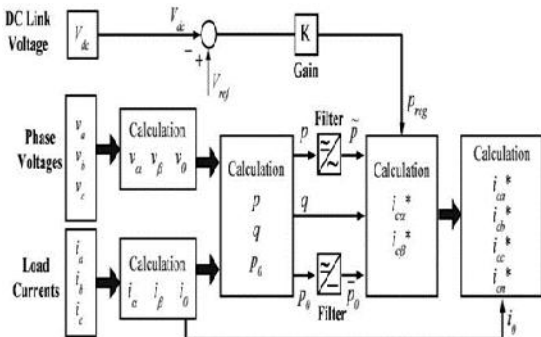 DC Link
Voltage
V_dc
V_dc
−
+
V_ref
K
Gain
p_reg
Phase
Voltages
v_a
v_b
v_c
Calculation
v_α v_β v_0
Load
Currents
i_a
i_b
i_c
Calculation
i_α i_β i_0
Calculation
p
q
p_0
p
Filter
p̃
q
p_0
Filter
p̄_0
Calculation
i_cα*
i_cβ*
Calculation
i_ca*
i_cb*
i_cc*
i_cn*
i_0